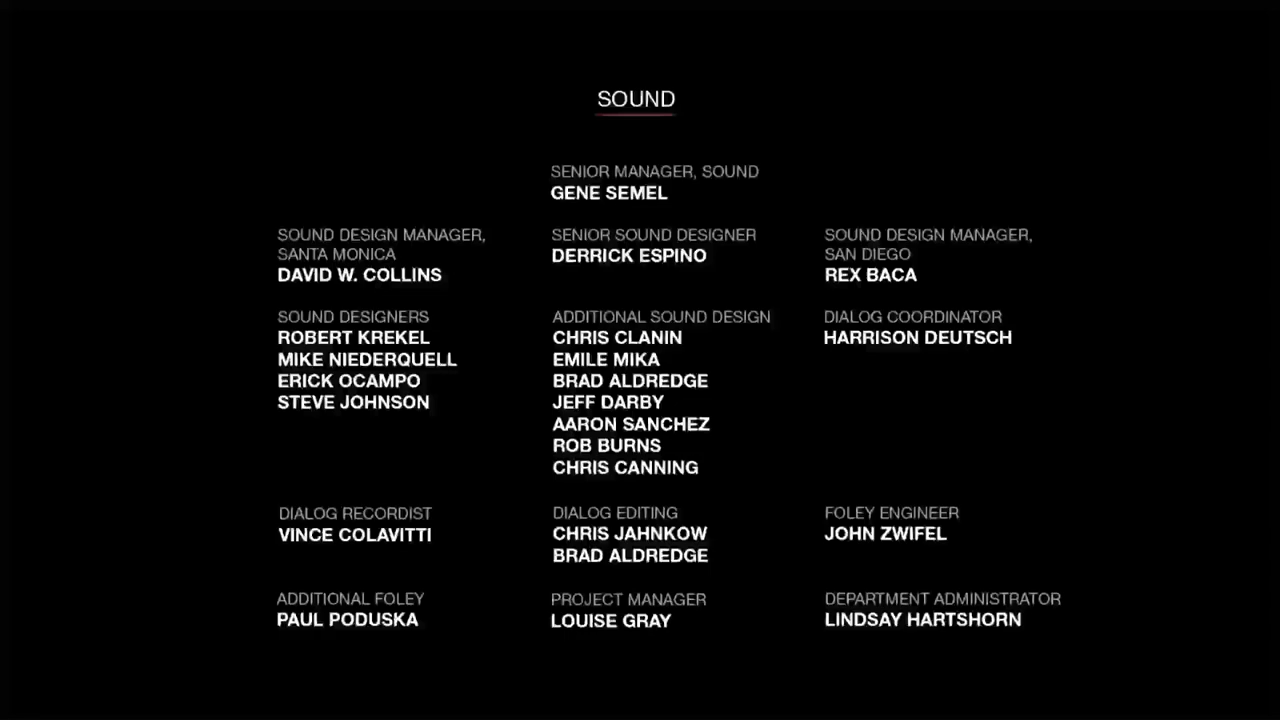 SOUND
SENIOR MANAGER, SOUND
GENE SEMEL
SOUND DESIGN MANAGER,
SANTA MONICA
DAVID W. COLLINS
SENIOR SOUND DESIGNER
DERRICK ESPINO
SOUND DESIGN MANAGER,
SAN DIEGO
REX BACA
SOUND DESIGNERS
ROBERT KREKEL
MIKE NIEDERQUELL
ERICK OCAMPO
STEVE JOHNSON
ADDITIONAL SOUND DESIGN
CHRIS CLANIN
EMILE MIKA
BRAD ALDREDGE
JEFF DARBY
AARON SANCHEZ
ROB BURNS
CHRIS CANNING
DIALOG COORDINATOR
HARRISON DEUTSCH
DIALOG RECORDIST
VINCE COLAVITTI
DIALOG EDITING
CHRIS JAHNKOW
BRAD ALDREDGE
FOLEY ENGINEER
JOHN ZWIFEL
ADDITIONAL FOLEY
PAUL PODUSKA
PROJECT MANAGER
LOUISE GRAY
DEPARTMENT ADMINISTRATOR
LINDSAY HARTSHORN